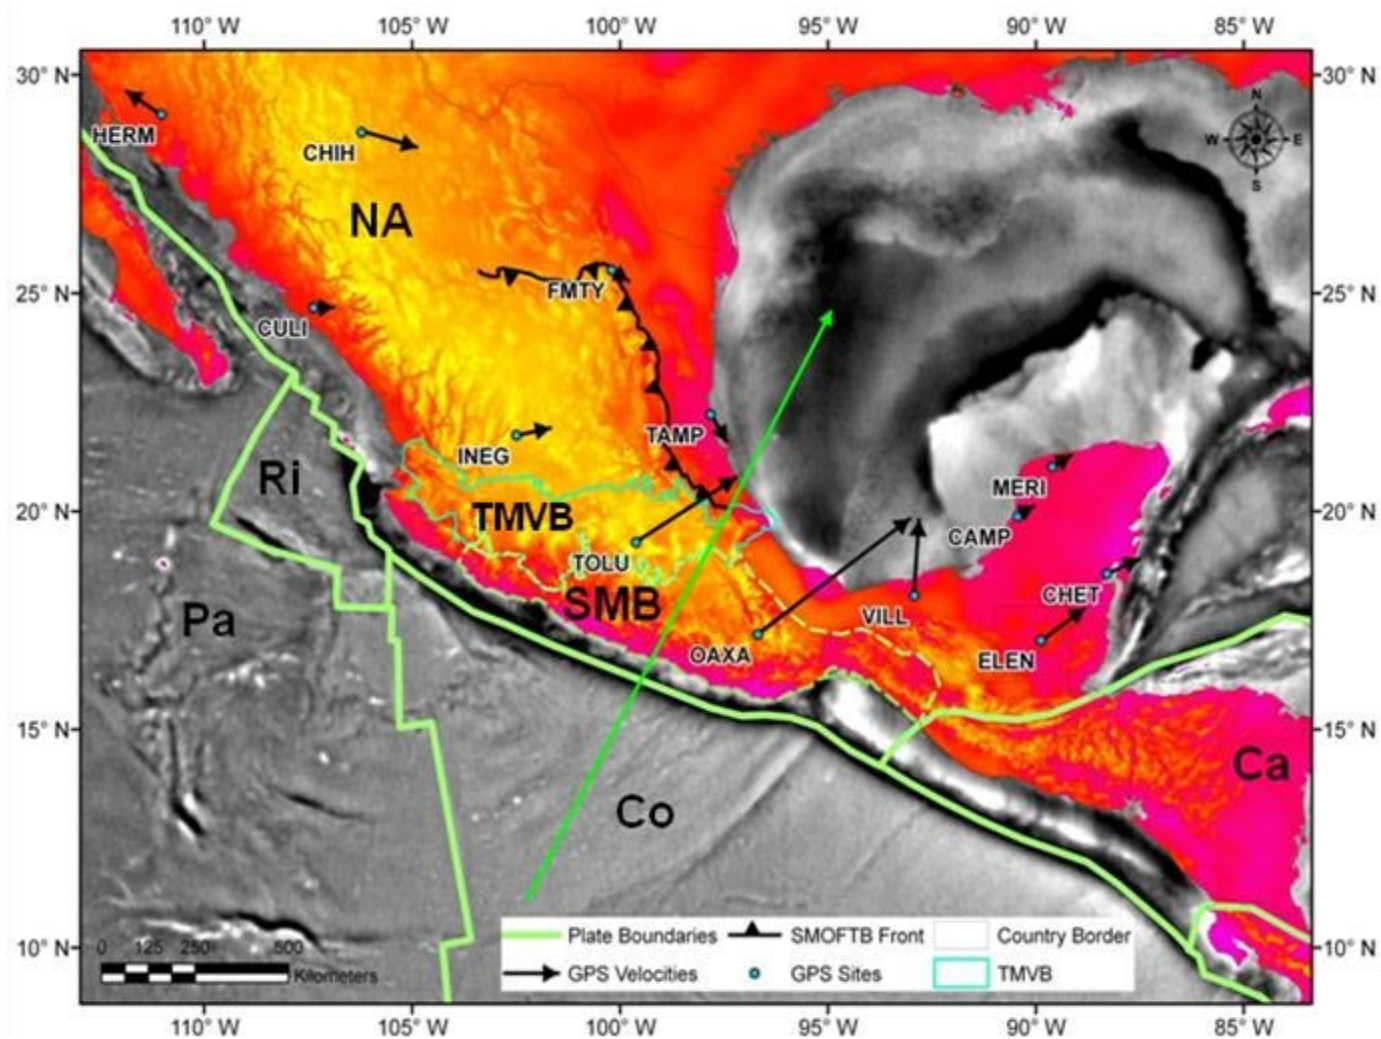 110° W 105° W 100° W 95° W 90° W 85° W
30° N 30° N
N
W E
S
HERM
CHIH
NA
25° N FMTY 25° N
CULI
TAMP
INEG
Ri MERI
20° N TMVB 20° N
CAMP
TOLU
CHET
SMB
Pa VILL
OAXA ELEN
15° N 15° N
Ca
Co
Plate Boundaries SMOFTB Front Country Border
10° N 0 125 250 500 10° N
Kilometers GPS Velocities GPS Sites TMVB
110° W 105° W 100° W 95° W 90° W 85° W